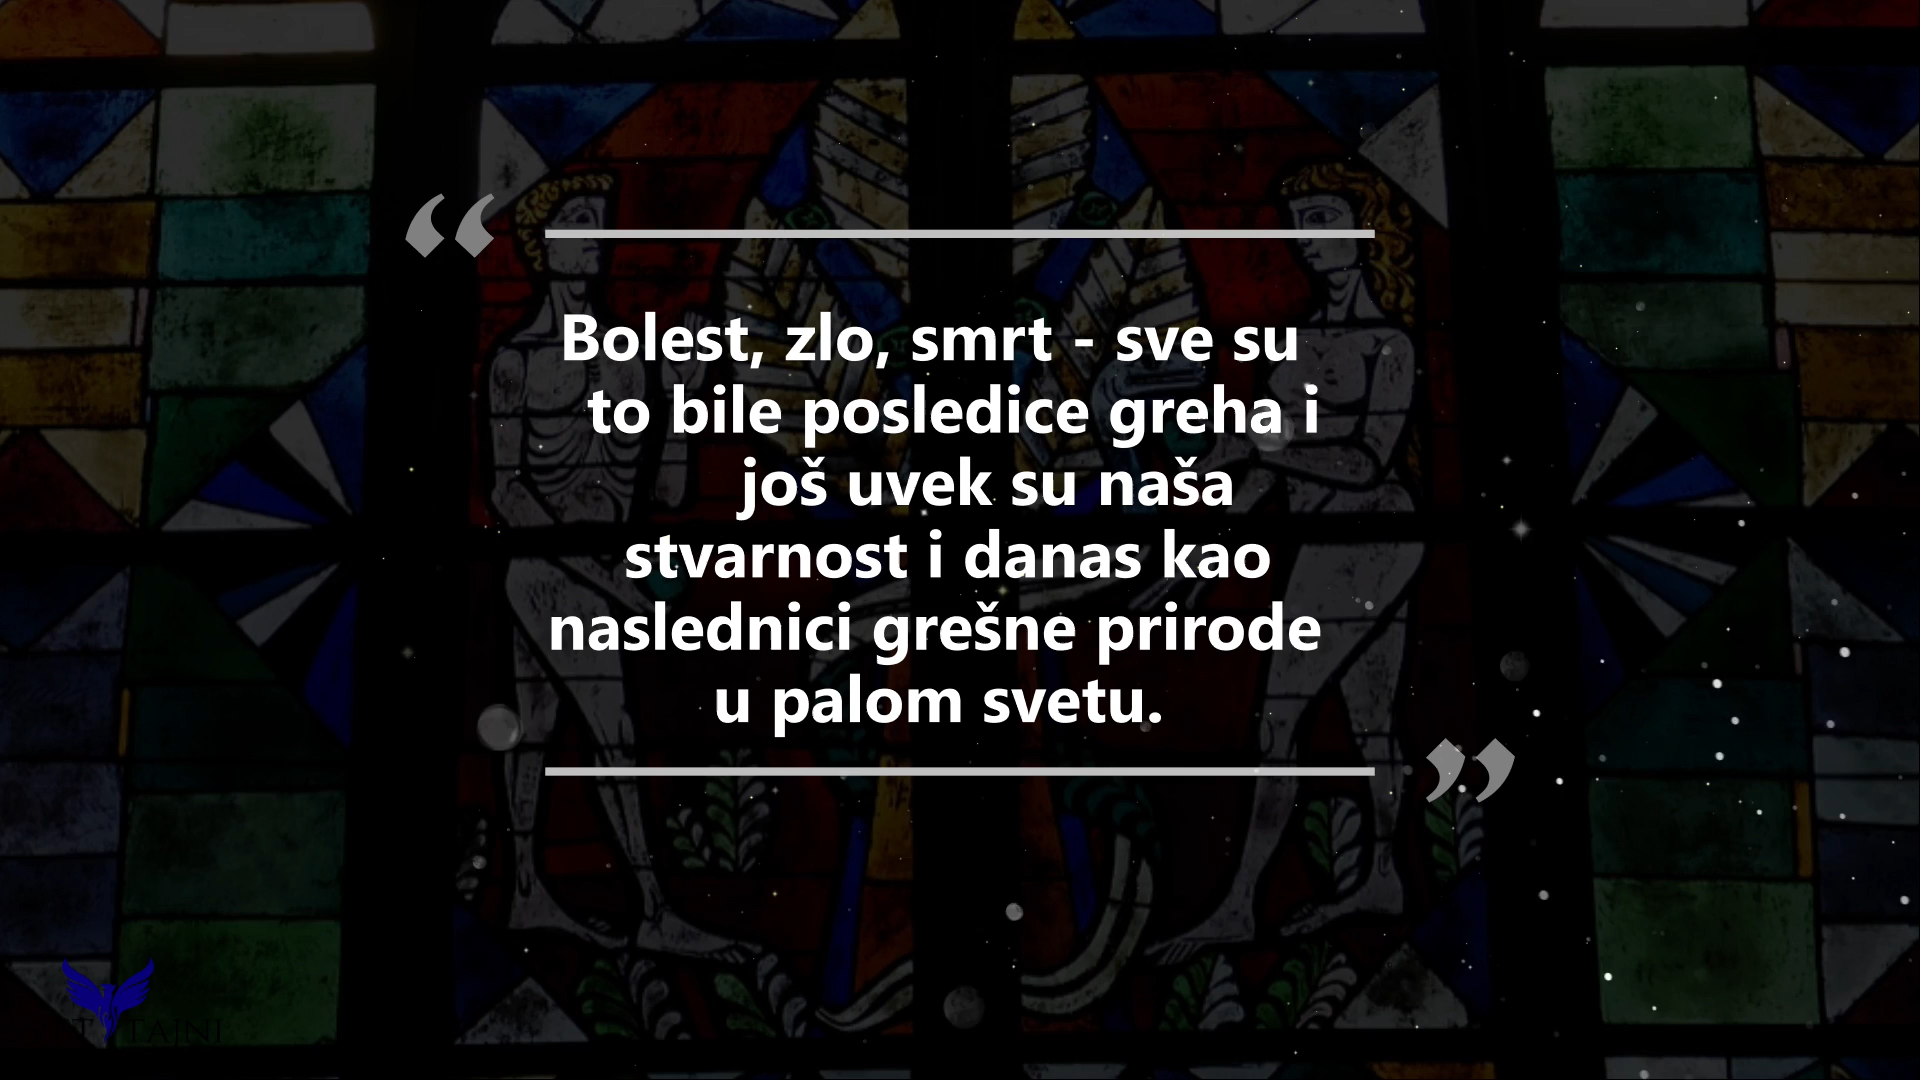 “
Bolest, zlo, smrt - sve su
to bile posledice greha i
još uvek su naša
stvarnost i danas kao
naslednici grešne prirode
u palom svetu.
”
TAJNI